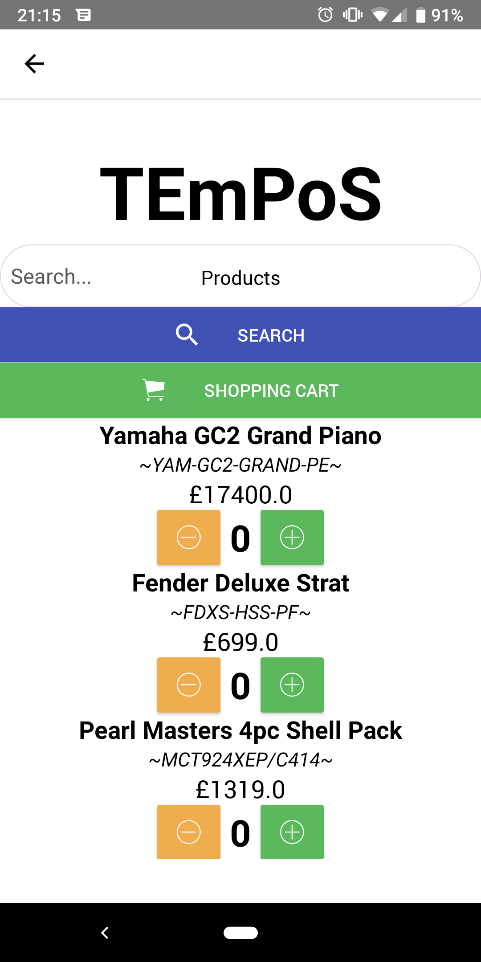 21:15 91%
TEmPoS
Search... Products
SEARCH
SHOPPING CART
Yamaha GC2 Grand Piano
~YAM-GC2-GRAND-PE~
£17400.0
0
Fender Deluxe Strat
~FDXS-HSS-PF~
£699.0
0
Pearl Masters 4pc Shell Pack
~MCT924XEP/C414~
£1319.0
0